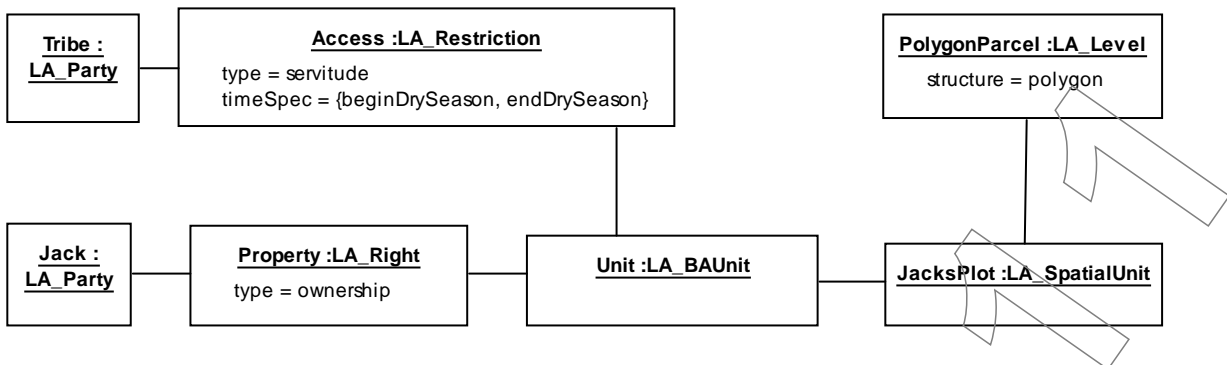 Tribe :
LA_Party
Access :LA_Restriction
type = servitude
timeSpec = {beginDrySeason, endDrySeason}
PolygonParcel :LA_Level
structure = polygon
Jack :
LA_Party
Property :LA_Right
type = ownership
Unit :LA_BAUnit
JacksPlot :LA_SpatialUnit